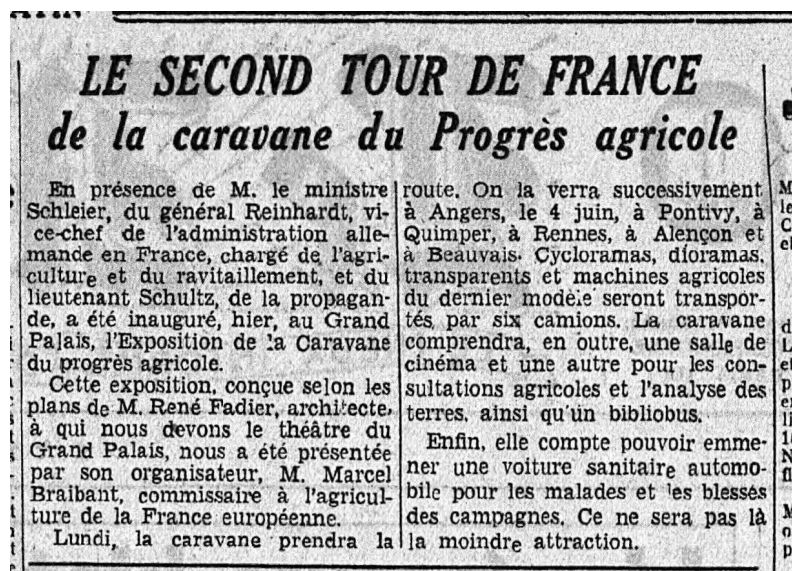 LE SECOND TOUR DE FRANCE
de la caravane du Progrès agricole
En présence de M. le ministre
Schleier, du général Reinhardt, vi-
ce-chef de l'administration alle-
mande en France, chargé de l'agri-
culture et du ravitaillement, et du
lieutenant Schultz, de la propagan-
de, a été inauguré, hier, au Grand
Palais, l'Exposition de la Caravane
du progrès agricole.
Cette exposition, conçue selon les
plans de M. René Fadier, architecte,
à qui nous devons le théâtre du
Grand Palais, nous a été présentée
par son organisateur, M. Marcel
Braibant, commissaire à l'agricul-
ture de la France européenne.
Lundi, la caravane prendra la
route. On la verra successivement
à Angers, le 4 juin, à Pontivy, à
Quimper, à Rennes, à Alençon et
à Beauvais. Cycloramas, dioramas,
transparents et machines agricoles
du dernier modèle seront transpor-
tés par six camions. La caravane
comprendra, en outre, une salle de
cinéma et une autre pour les con-
sultations agricoles et l'analyse des
terres, ainsi qu'un bibliobus.
Enfin, elle compte pouvoir emme-
ner une voiture sanitaire automo-
bile pour les malades et les blessés
des campagnes. Ce ne sera pas là
la moindre attraction.